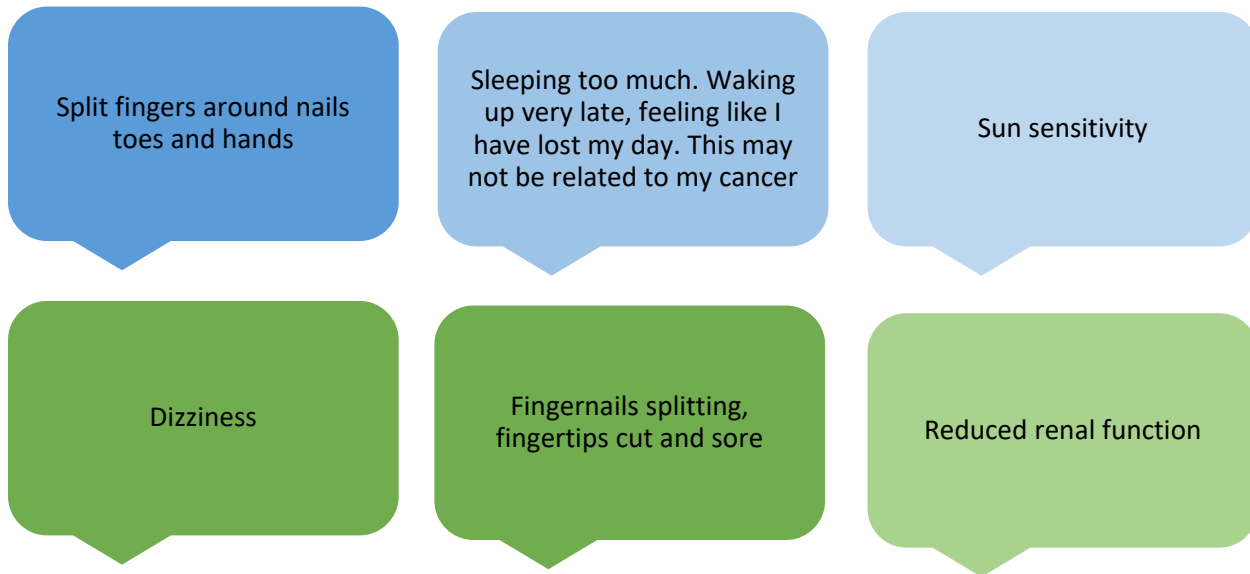 Split fingers around nails
toes and hands
Sleeping too much. Waking
up very late, feeling like I
have lost my day. This may
not be related to my cancer
Sun sensitivity
Dizziness
Fingernails splitting,
fingertips cut and sore
Reduced renal function